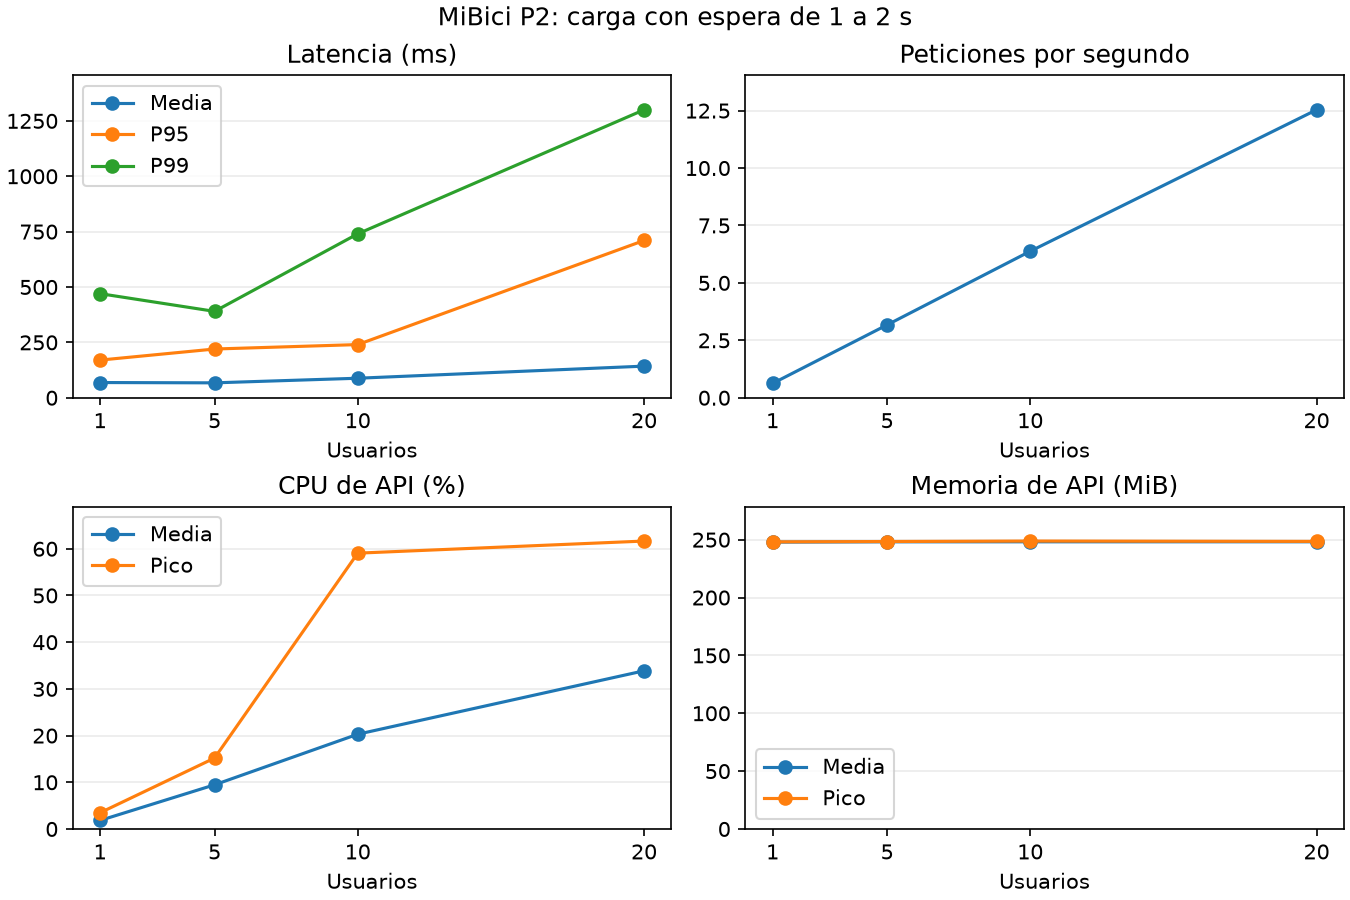 MiBici P2: carga con espera de 1 a 2 s
Latencia (ms)
Media
P95
P99
1250
1000
750
500
250
0
1
5
10
20
Usuarios
Peticiones por segundo
12.5
10.0
7.5
5.0
2.5
0.0
1
5
10
20
Usuarios
CPU de API (%)
Media
Pico
60
50
40
30
20
10
0
1
5
10
20
Usuarios
Memoria de API (MiB)
250
200
150
100
50
0
Media
Pico
1
5
10
20
Usuarios